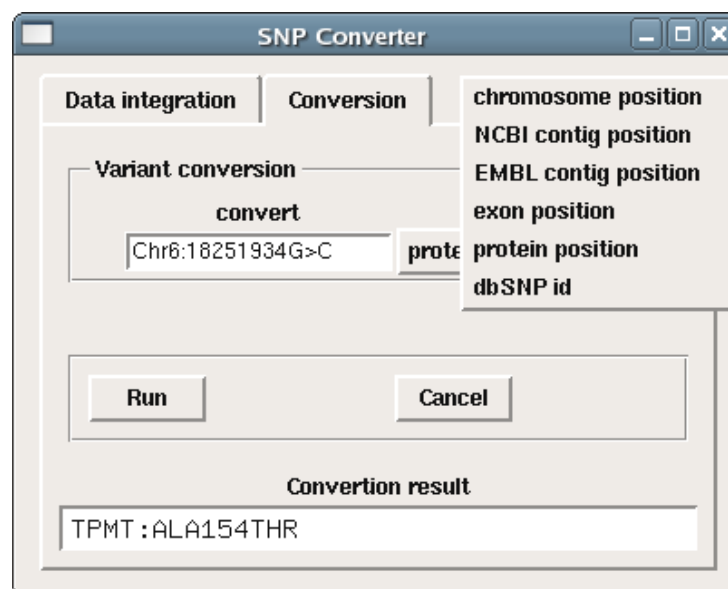 SNP Converter
Data integration
Conversion
chromosome position
NCBI contig position
EMBL contig position
exon position
protein position
dbSNP id
Variant conversion
convert
Chr6:18251934G>C
prote
Run
Cancel
Convertion result
TPMT:ALA154THR